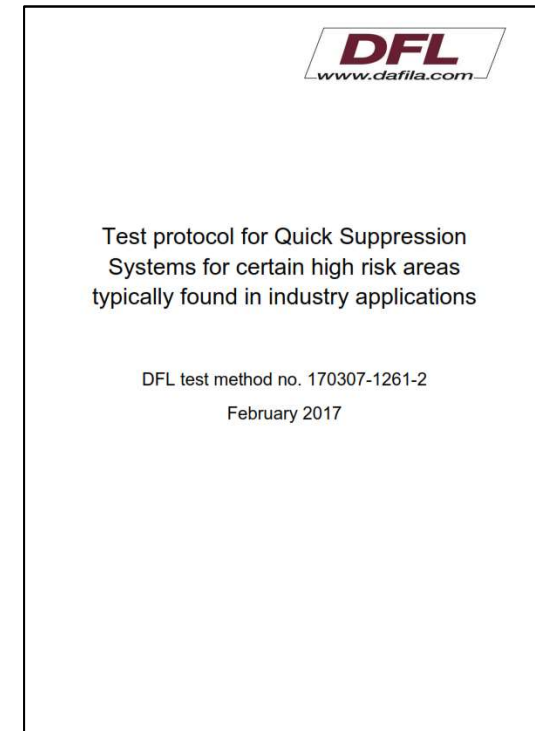 DFL
www.dafila.com
Test protocol for Quick Suppression
Systems for certain high risk areas
typically found in industry applications
DFL test method no. 170307-1261-2
February 2017